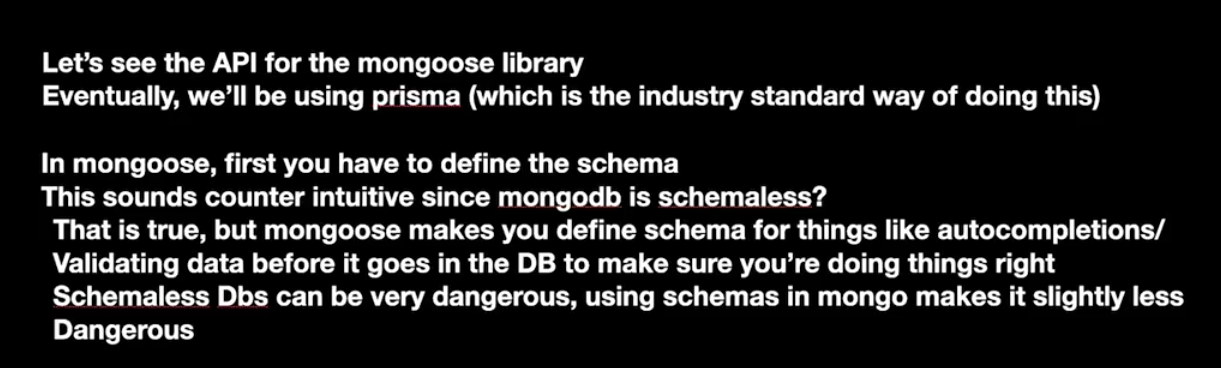 Let’s see the API for the mongoose library
Eventually, we’ll be using prisma (which is the industry standard way of doing this)
In mongoose, first you have to define the schema
This sounds counter intuitive since mongodb is schemaless?
That is true, but mongoose makes you define schema for things like autocompletions/
Validating data before it goes in the DB to make sure you’re doing things right
Schemaless Dbs can be very dangerous, using schemas in mongo makes it slightly less
Dangerous